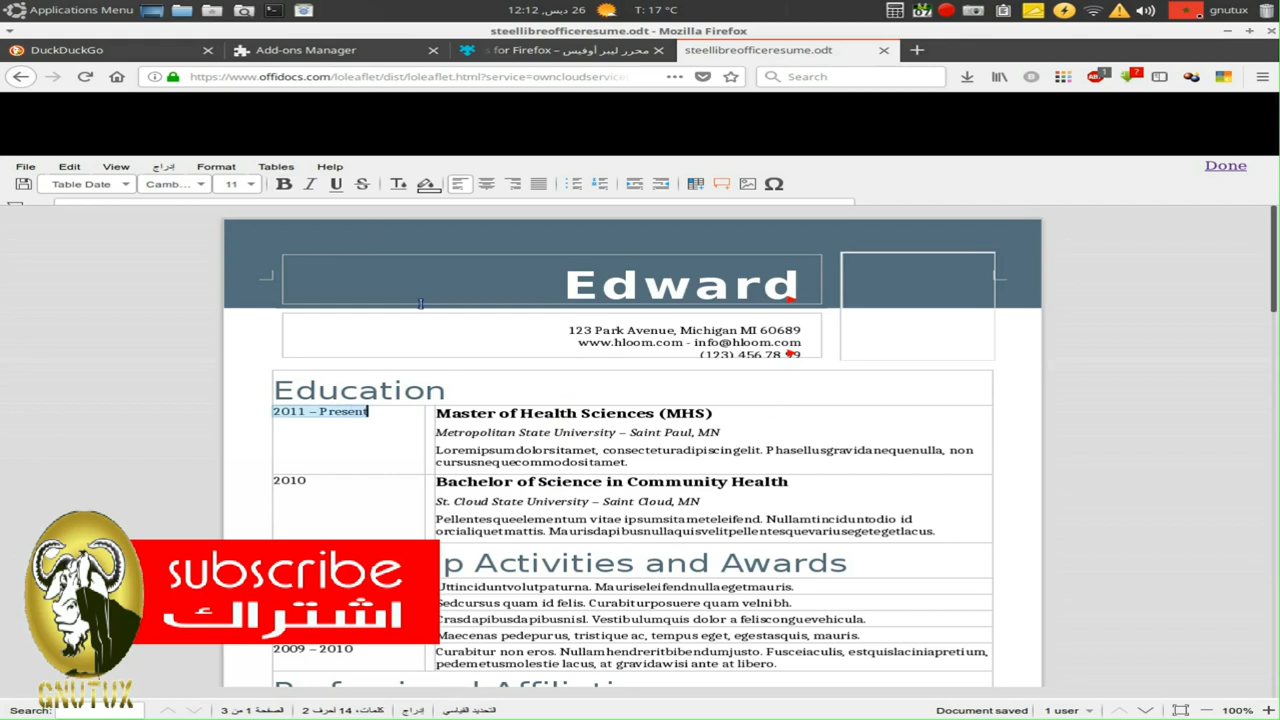 Applications Menu
12:12 ,26 ديس
T: 17 °C
gnutux
steellibreofficeresume.odt - Mozilla Firefox
DuckDuckGo
Add-ons Manager
محرر ليبر أوفيس – for Firefox
steellibreofficeresume.odt
https://www.offidocs.com/loleaflet/dist/loleaflet.html?service=owncloudservice
Search
File Edit View إدراج Format Tables Help
Done
Table Date
Camb...
11
Edward
123 Park Avenue, Michigan MI 60689
www.hloom.com - info@hloom.com
Education
2011 – Present
Master of Health Sciences (MHS)
Metropolitan State University – Saint Paul, MN
Loremipsumdolorsitamet, consecteturadipiscingelit. Phasellusgravidanequenulla, non
cursusnequecommodositamet.
2010
Bachelor of Science in Community Health
St. Cloud State University – Saint Cloud, MN
Pellentesqueelementum vitae ipsumsitameteleifend. Nullamtinciduntodio id
orcialiquetmattis. Maurisdapibusnullaquisvelitpellentesquevariusegetegetlacus.
Activities and Awards
Uttinciduntvolutpaturna. Mauriseleifendnullaegetmauris.
Sedcursus quam id felis. Curabiturposuere quam velnibh.
Crasdapibusdapibusnisl. Vestibulumquis dolor a felisconguevehicula.
Maecenas pedepurus, tristique ac, tempus eget, egestasquis, mauris.
2009 – 2010
Curabitur non eros. Nullamhendreritbibendumjusto. Fusceiaculis, estquislaciniapretium,
pedemetusmolestie lacus, at gravidawisi ante at libero.
subscribe
اشتراك
GNUTUX
Search:
الصفحة 1 من 3
2 كلمات، 14 أحرف
إدراج
التحديد القياسي
Document saved
1 user
100%